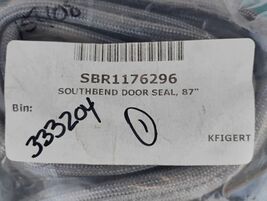 SBR1176296
SOUTHBEND DOOR SEAL, 87"
Bin:
333204
1
KFIGERT